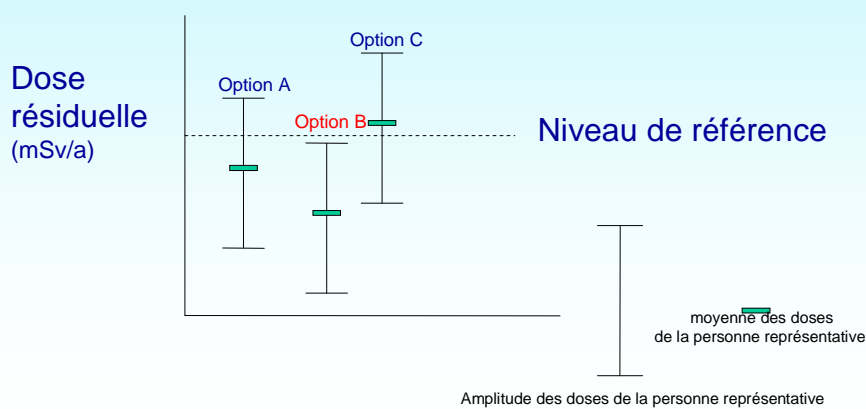 Option C
Dose
résiduelle
(mSv/a)
Option A
Option B
Niveau de référence
moyenne des doses
de la personne représentative
Amplitude des doses de la personne représentative